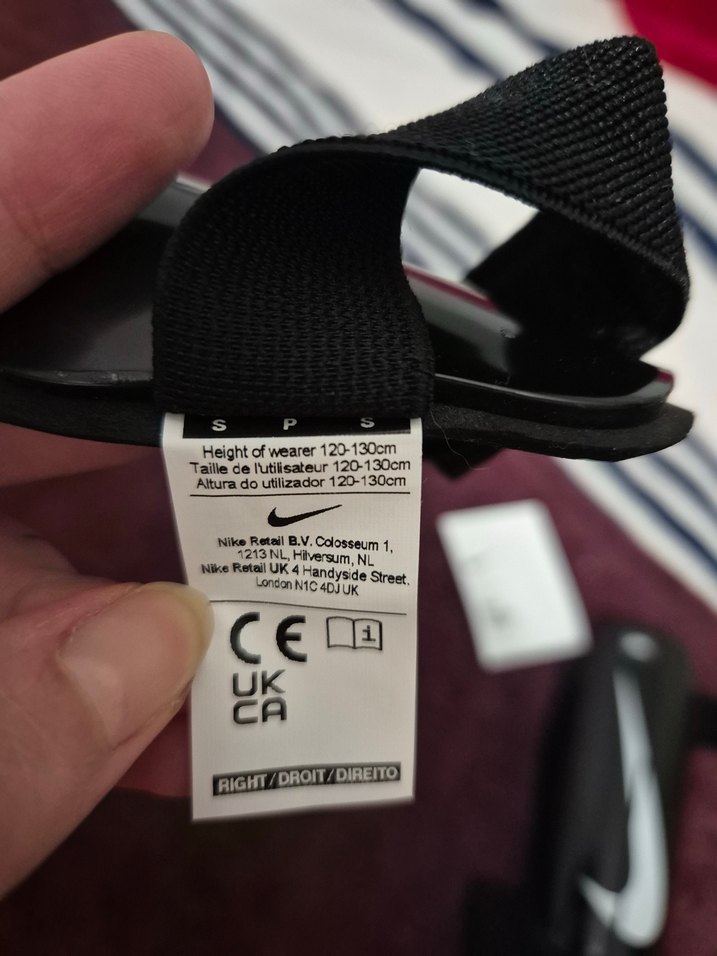 S P S
Height of wearer 120-130cm
Taille de l'utilisateur 120-130cm
Altura do utilizador 120-130cm
Nike Retail B.V. Colosseum 1,
1213 NL, Hilversum, NL
Nike Retail UK 4 Handyside Street,
London N1C 4DJ UK
CE i
UK
CA
RIGHT/DROIT/DIREITO